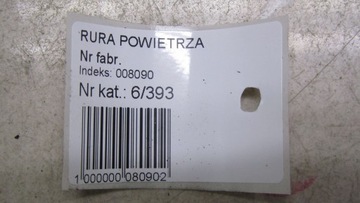 RURA POWIETRZA
Nr fabr.
Indeks: 008090
Nr kat.: 6/393
1 000000 080902